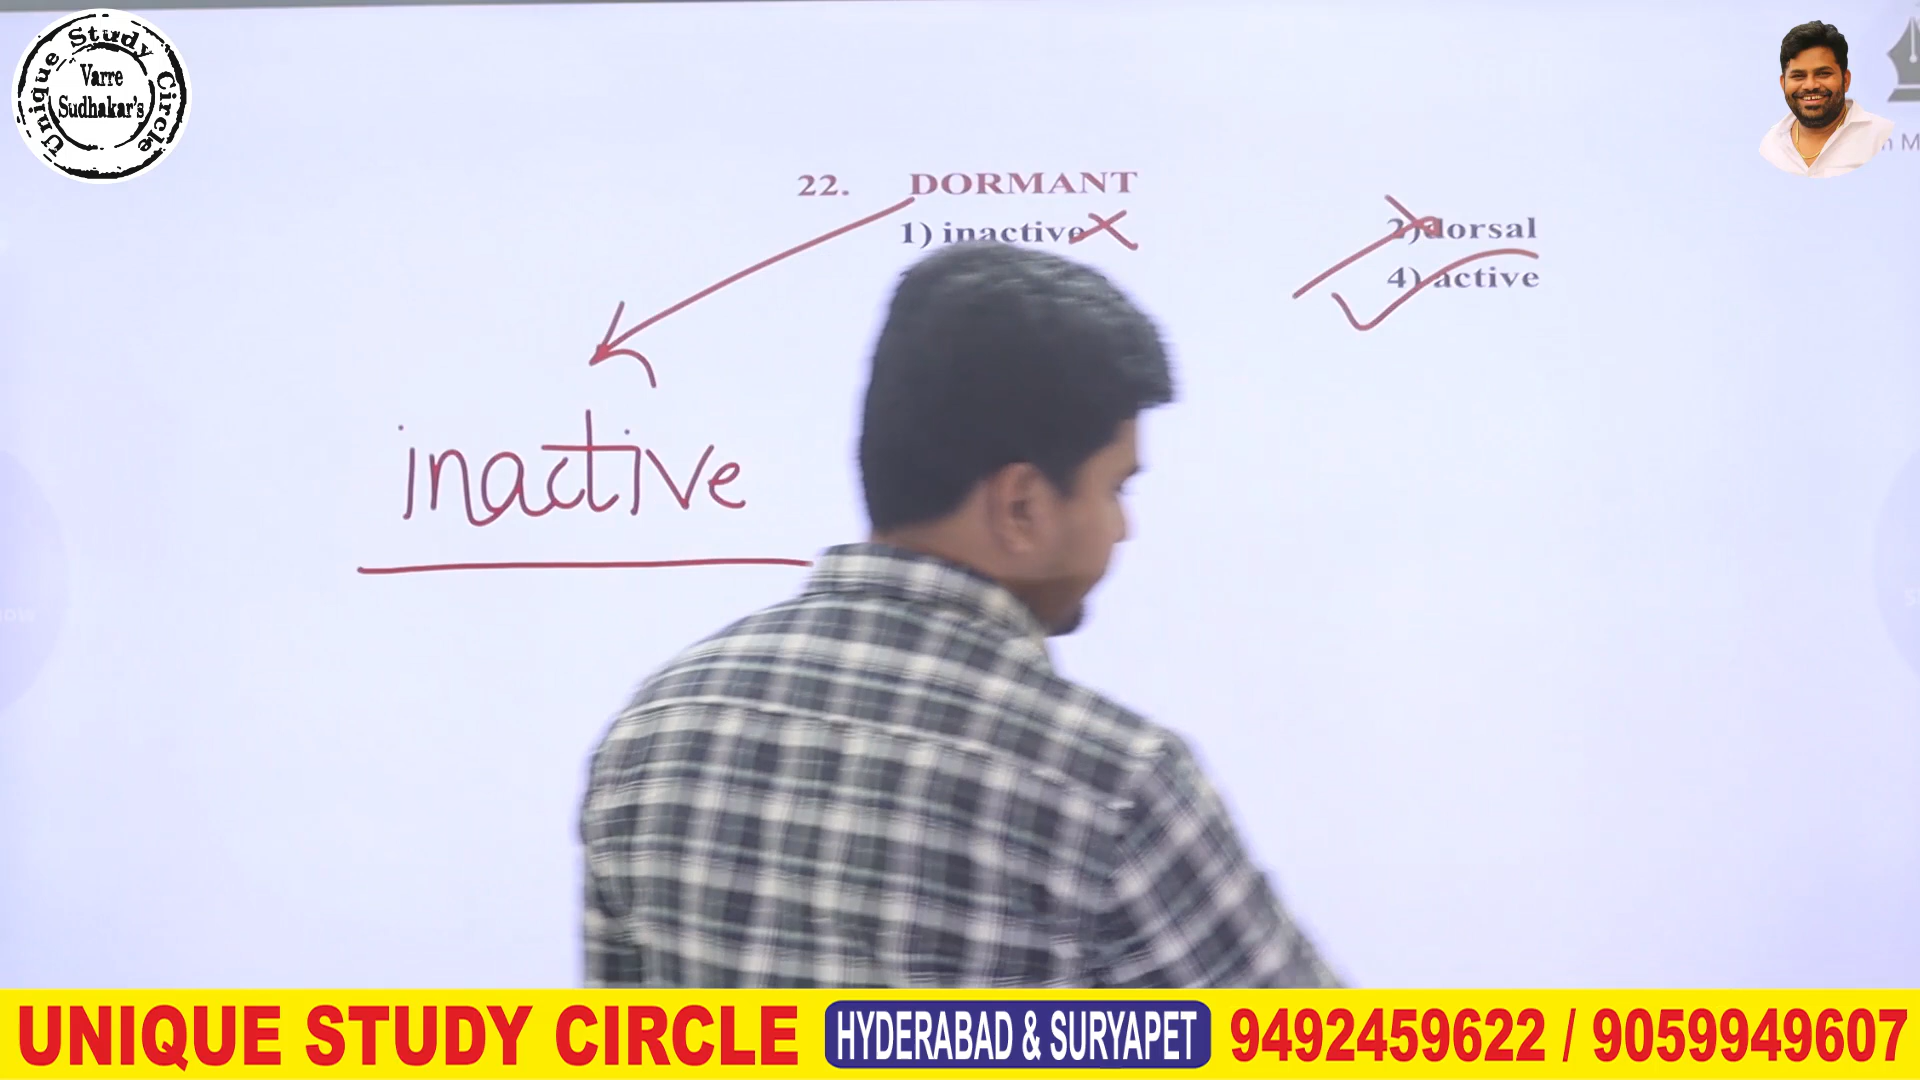 Unique Study Circle
Varre
Sudhakar's
22. DORMANT
1) inactive 2) dorsal
4) active
inactive
UNIQUE STUDY CIRCLE HYDERABAD & SURYAPET 9492459622 / 9059949607